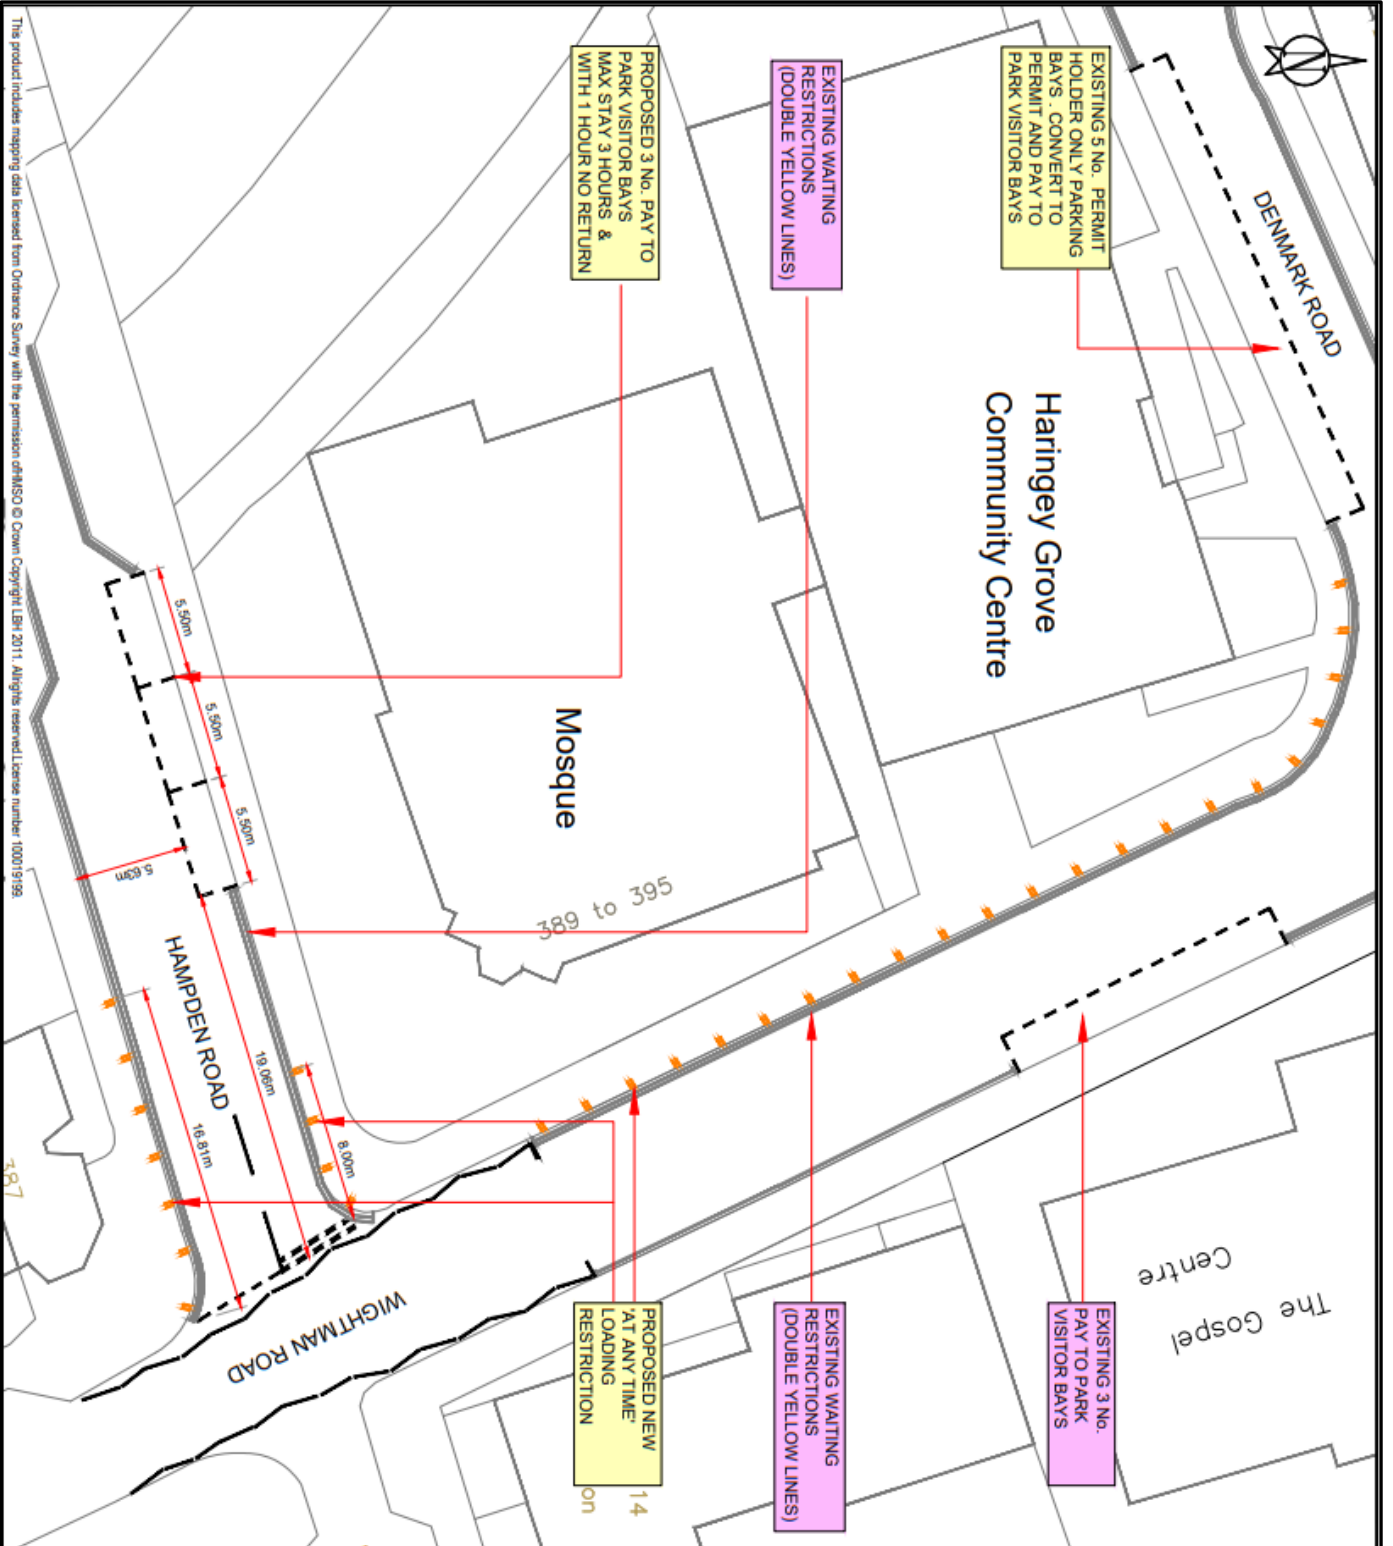 EXISTING 5 No. PERMIT
HOLDER ONLY PARKING
BAYS . CONVERT TO
PERMIT AND PAY TO
PARK VISITOR BAYS
DENMARK ROAD
EXISTING WAITING
RESTRICTIONS
(DOUBLE YELLOW LINES)
PROPOSED 3 No. PAY TO
PARK VISITOR BAYS
MAX STAY 3 HOURS &
WITH 1 HOUR NO RETURN
N
Haringey Grove
Community Centre
Mosque
389 to 395
5.50m
5.50m
5.50m
5.63m
HAMPDEN ROAD
19.06m
16.81m
8.00m
387
WIGHTMAN ROAD
EXISTING 3 No.
PAY TO PARK
VISITOR BAYS
The Gospel
Centre
EXISTING WAITING
RESTRICTIONS
(DOUBLE YELLOW LINES)
PROPOSED NEW
'AT ANY TIME'
LOADING
RESTRICTION
14
on
This product includes mapping data licensed from Ordnance Survey with the permission ofHMSO © Crown Copyright LBH 2011. Allrights reserved.License number 100019199.